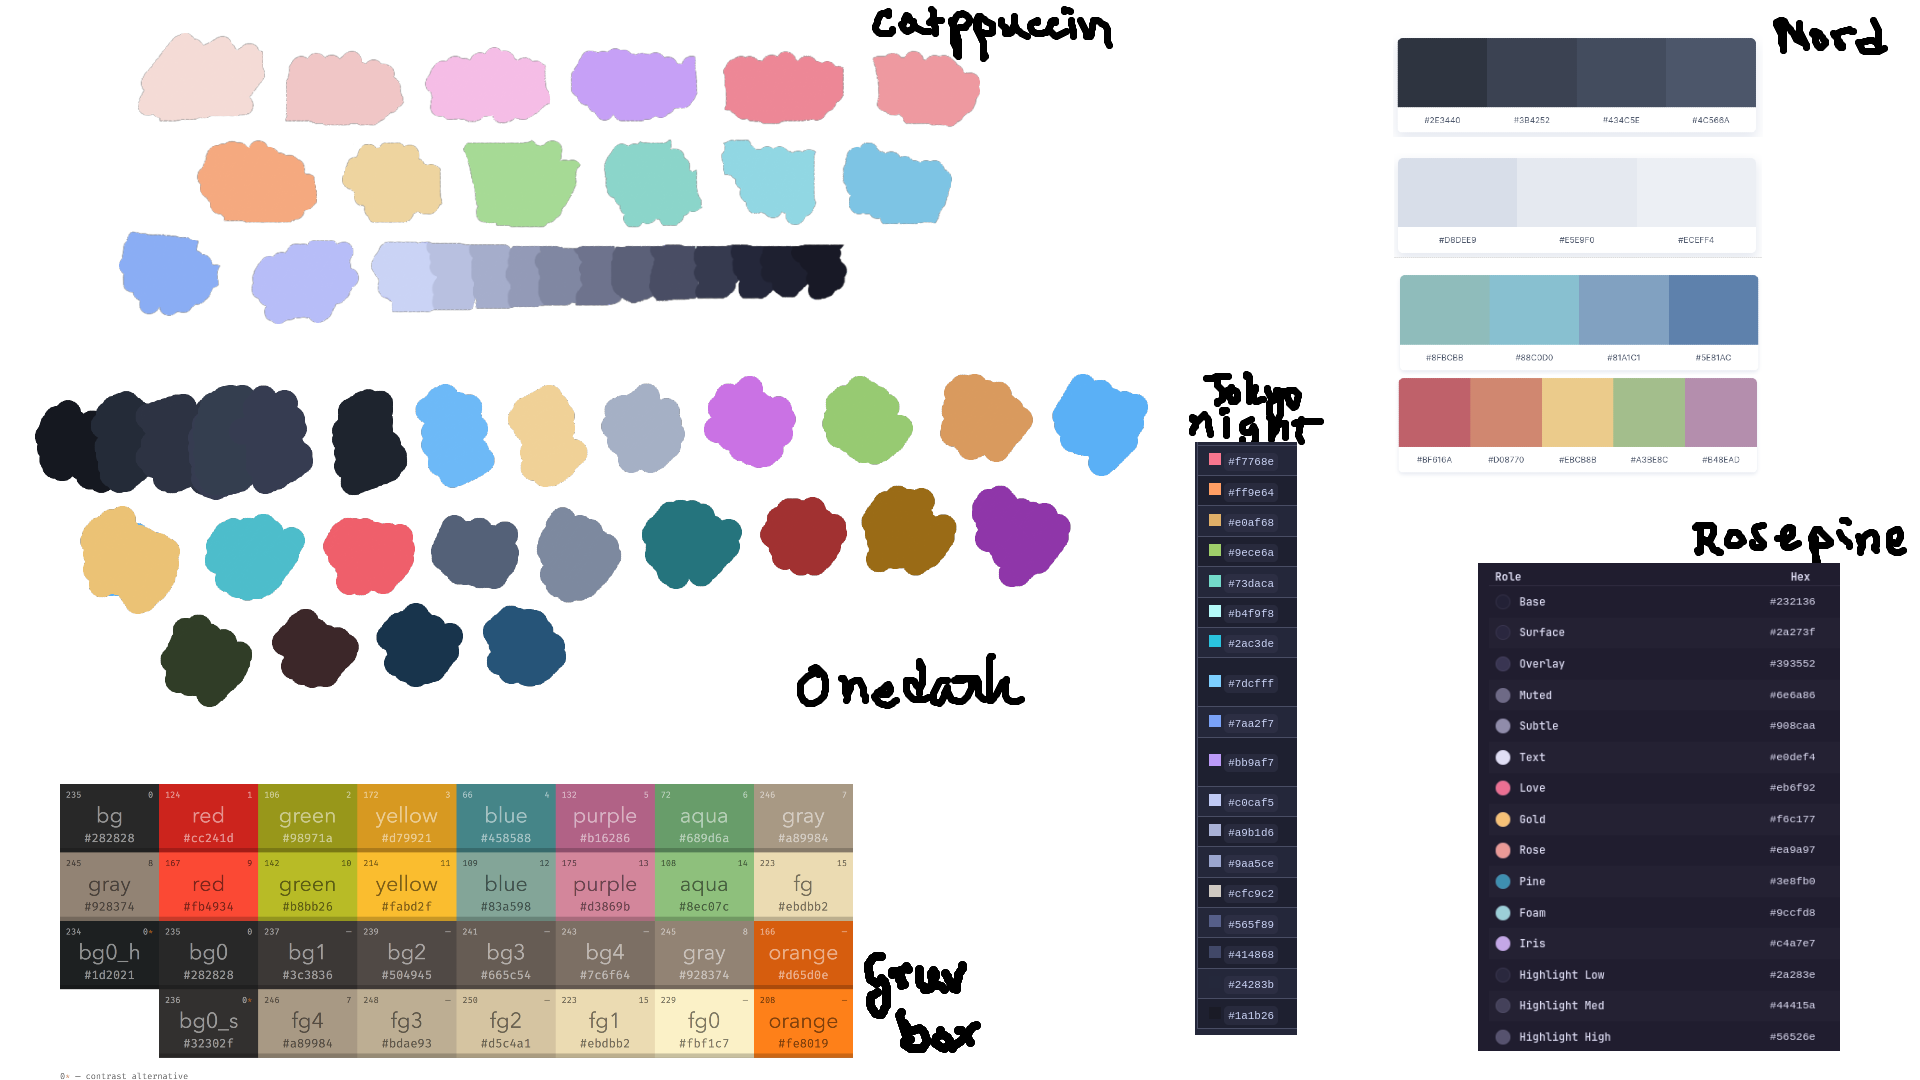 Catppuccin
Nord
#2E3440 #3B4252 #434C5E #4C566A
#D8DEE9 #E5E9F0 #ECEFF4
#8FBCBB #88C0D0 #81A1C1 #5E81AC
#BF616A #D08770 #EBCB8B #A3BE8C #B48EAD
Tokyo
night
#f7768e
#ff9e64
#e0af68
#9ece6a
#73daca
#b4f9f8
#2ac3de
#7dcfff
#7aa2f7
#bb9af7
#c0caf5
#a9b1d6
#9aa5ce
#cfc9c2
#565f89
#414868
#24283b
#1a1b26
Rosepine
Role Hex
Base #232136
Surface #2a273f
Overlay #393552
Muted #6e6a86
Subtle #908caa
Text #e0def4
Love #eb6f92
Gold #f6c177
Rose #ea9a97
Pine #3e8fb0
Foam #9ccfd8
Iris #c4a7e7
Highlight Low #2a283e
Highlight Med #44415a
Highlight High #56526e
Onedark
235 0 124 1 106 2 172 3 66 4 132 5 72 6 246 7
bg red green yellow blue purple aqua gray
#282828 #cc241d #98971a #d79921 #458588 #b16286 #689d6a #a89984
245 8 167 9 142 10 214 11 109 12 175 13 108 14 223 15
gray red green yellow blue purple aqua fg
#928374 #fb4934 #b8bb26 #fabd2f #83a598 #d3869b #8ec07c #ebdbb2
234 0* 235 0 237 — 239 — 241 — 243 — 245 8 166 —
bg0_h bg0 bg1 bg2 bg3 bg4 gray orange
#1d2021 #282828 #3c3836 #504945 #665c54 #7c6f64 #928374 #d65d0e
236 0* 246 7 248 — 250 — 223 15 229 — 208 —
bg0_s fg4 fg3 fg2 fg1 fg0 orange
#32302f #a89984 #bdae93 #d5c4a1 #ebdbb2 #fbf1c7 #fe8019
0* — contrast alternative
Gruv
box